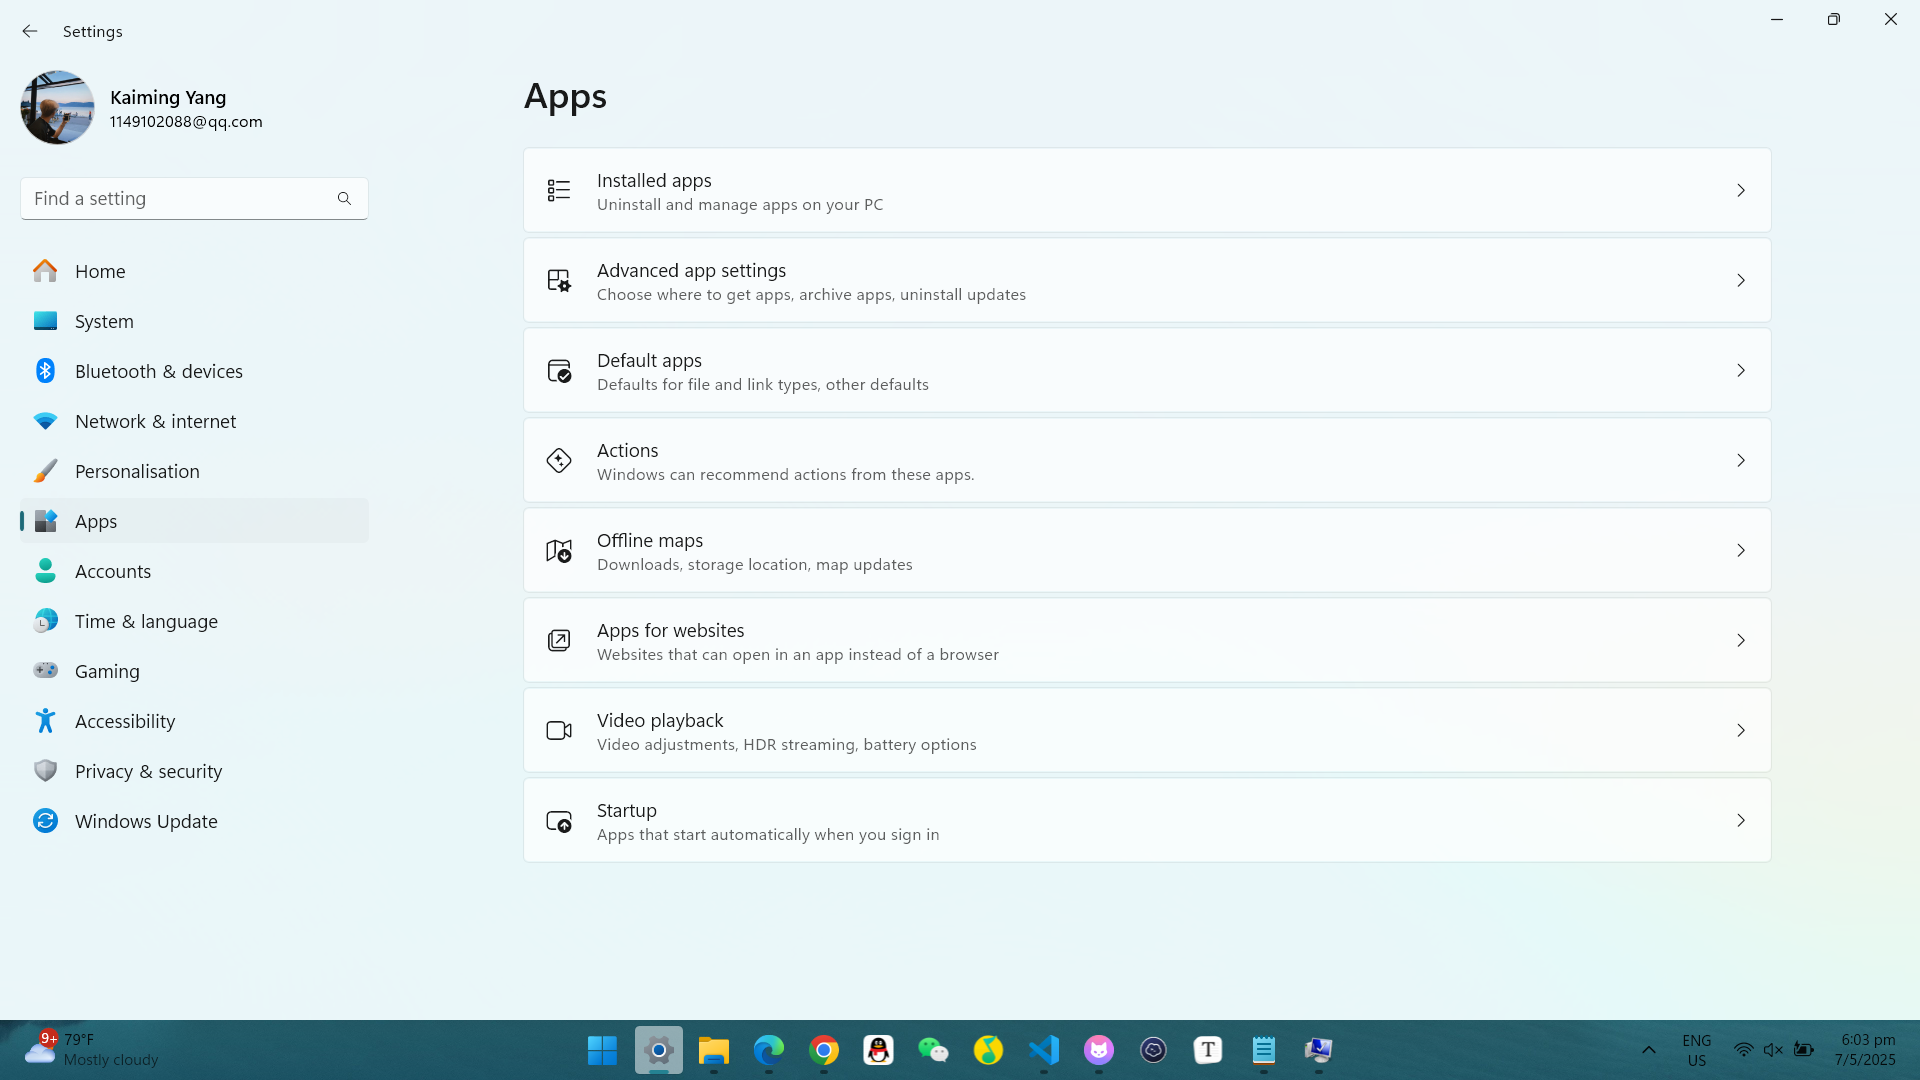 Settings
Kaiming Yang
1149102088@qq.com
Find a setting
Home
System
Bluetooth & devices
Network & internet
Personalisation
Apps
Accounts
Time & language
Gaming
Accessibility
Privacy & security
Windows Update
Apps
Installed apps
Uninstall and manage apps on your PC
Advanced app settings
Choose where to get apps, archive apps, uninstall updates
Default apps
Defaults for file and link types, other defaults
Actions
Windows can recommend actions from these apps.
Offline maps
Downloads, storage location, map updates
Apps for websites
Websites that can open in an app instead of a browser
Video playback
Video adjustments, HDR streaming, battery options
Startup
Apps that start automatically when you sign in
9+
79°F
Mostly cloudy
T
ENG
US
6:03 pm
7/5/2025